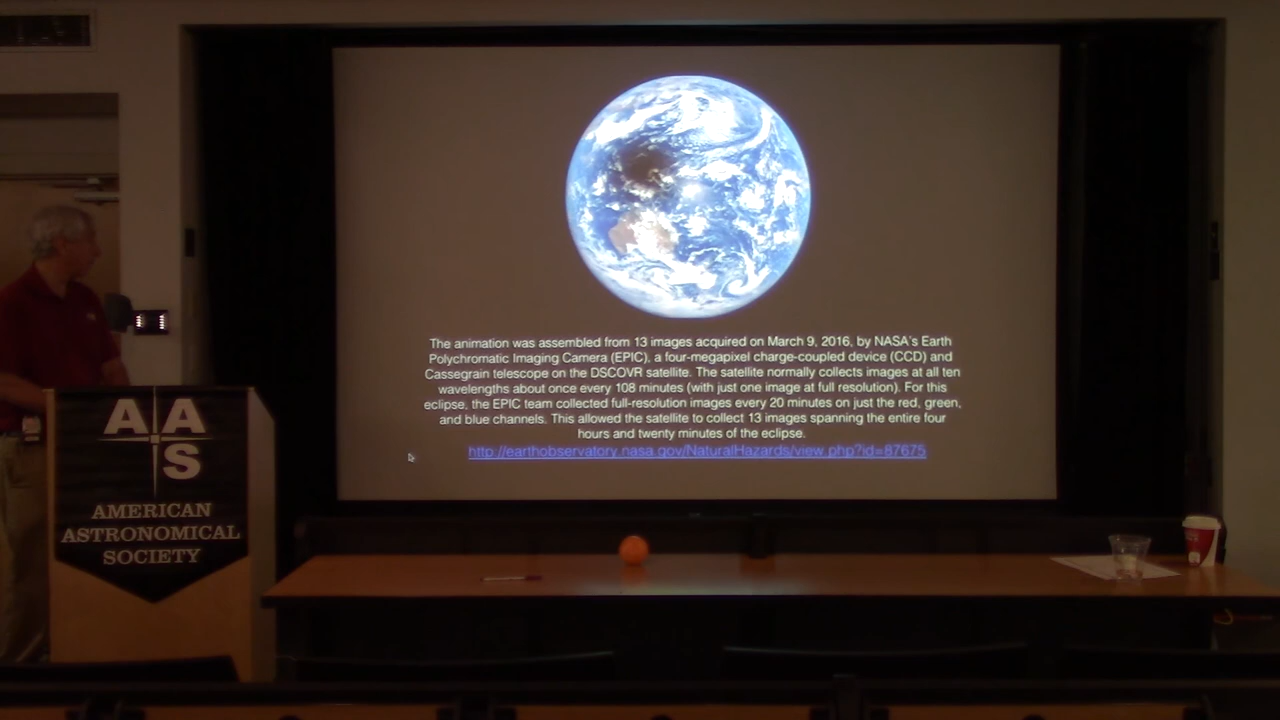 The animation was assembled from 13 images acquired on March 9, 2016, by NASA's Earth
Polychromatic Imaging Camera (EPIC), a four-megapixel charge-coupled device (CCD) and
Cassegrain telescope on the DSCOVR satellite. The satellite normally collects images at all ten
wavelengths about once every 108 minutes (with just one image at full resolution). For this
eclipse, the EPIC team collected full-resolution images every 20 minutes on just the red, green,
and blue channels. This allowed the satellite to collect 13 images spanning the entire four
hours and twenty minutes of the eclipse.
http://earthobservatory.nasa.gov/NaturalHazards/view.php?id=87675
A A
S
AMERICAN
ASTRONOMICAL
SOCIETY